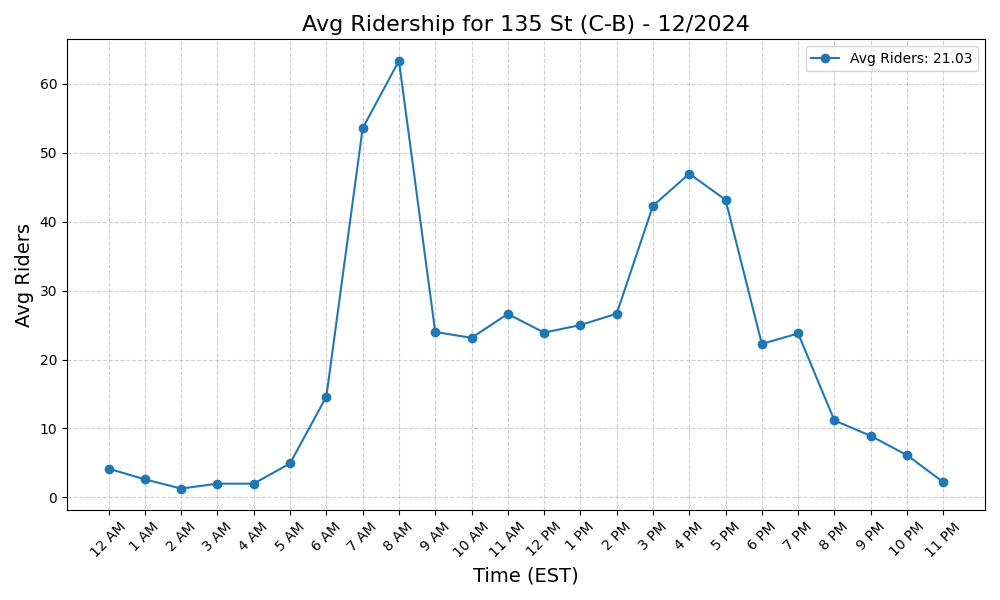 Avg Ridership for 135 St (C-B) - 12/2024
Avg Riders: 21.03
Avg Riders
60
50
40
30
20
10
0
12 AM
1 AM
2 AM
3 AM
4 AM
5 AM
6 AM
7 AM
8 AM
9 AM
10 AM
11 AM
12 PM
1 PM
2 PM
3 PM
4 PM
5 PM
6 PM
7 PM
8 PM
9 PM
10 PM
11 PM
Time (EST)